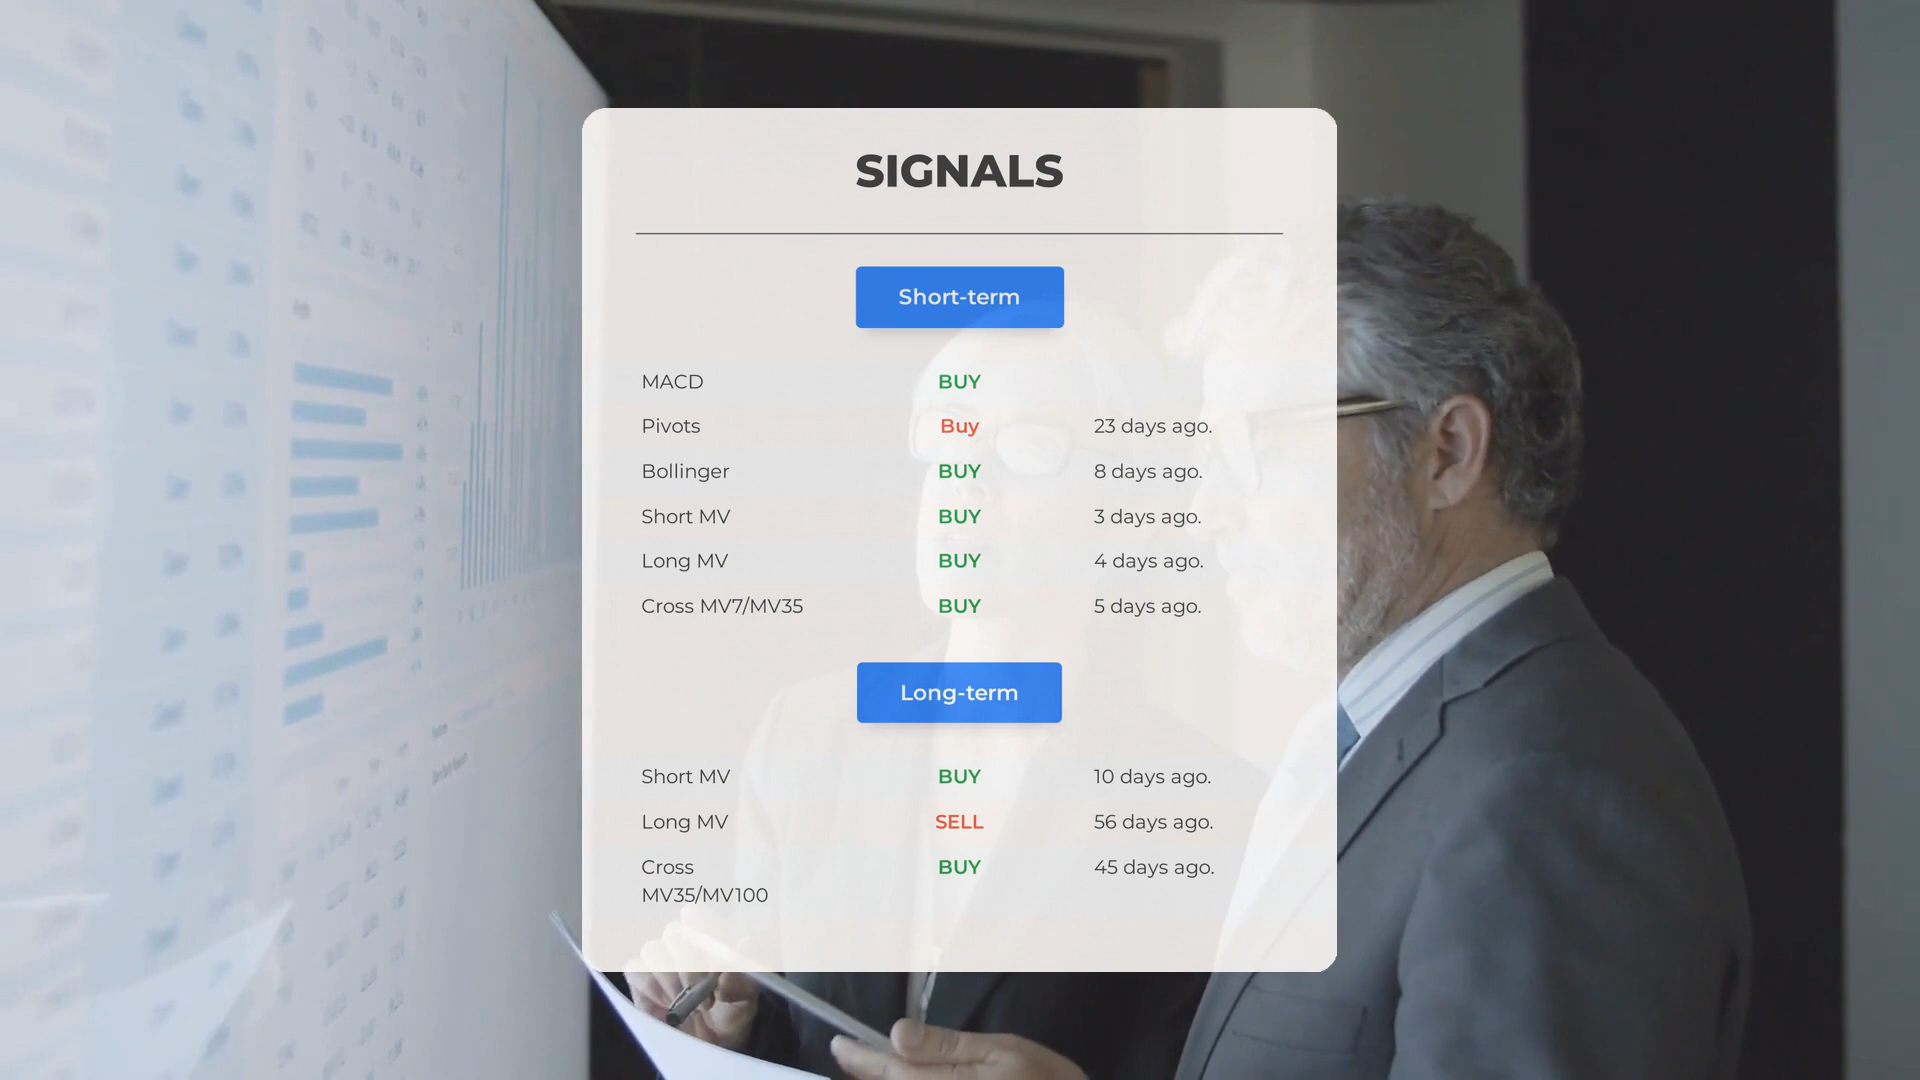 SIGNALS
Short-term
MACD BUY
Pivots Buy 23 days ago.
Bollinger BUY 8 days ago.
Short MV BUY 3 days ago.
Long MV BUY 4 days ago.
Cross MV7/MV35 BUY 5 days ago.
Long-term
Short MV BUY 10 days ago.
Long MV SELL 56 days ago.
Cross BUY 45 days ago.
MV35/MV100